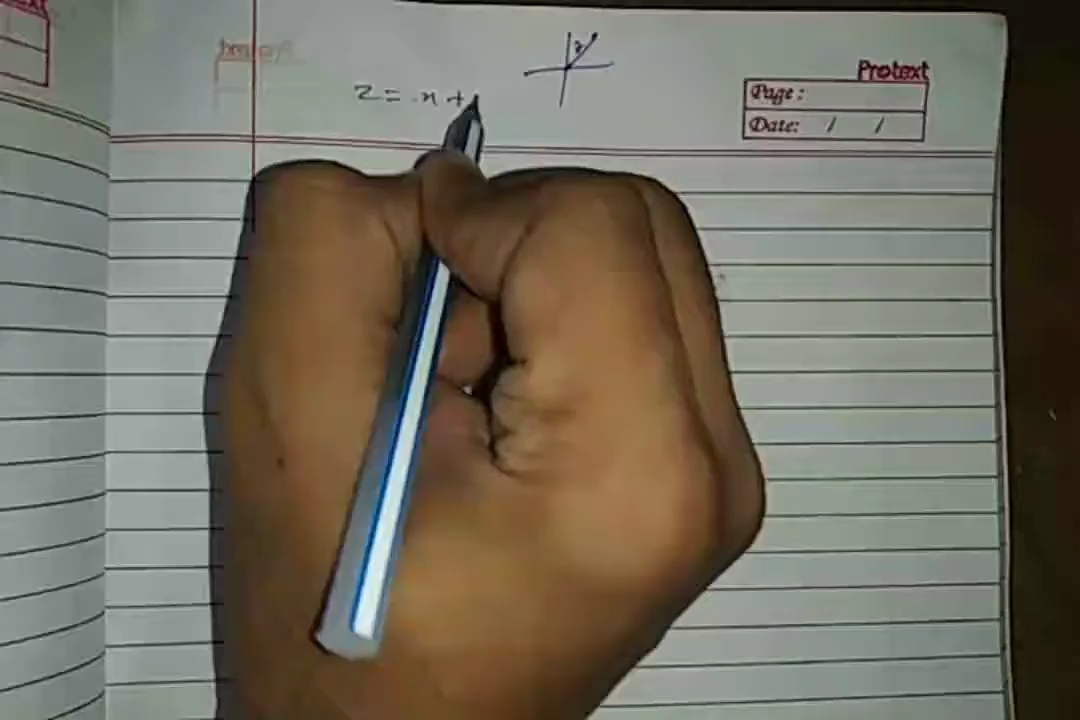 Protext
z = x +
Page :
Date: / /